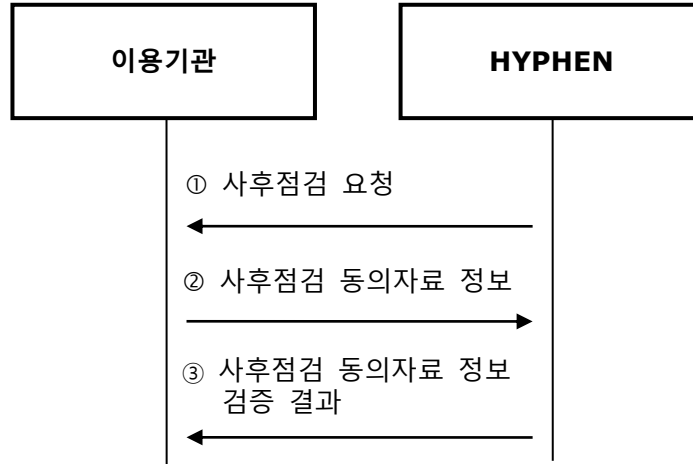 이용기관
HYPHEN
① 사후점검 요청
② 사후점검 동의자료 정보
③ 사후점검 동의자료 정보
검증 결과